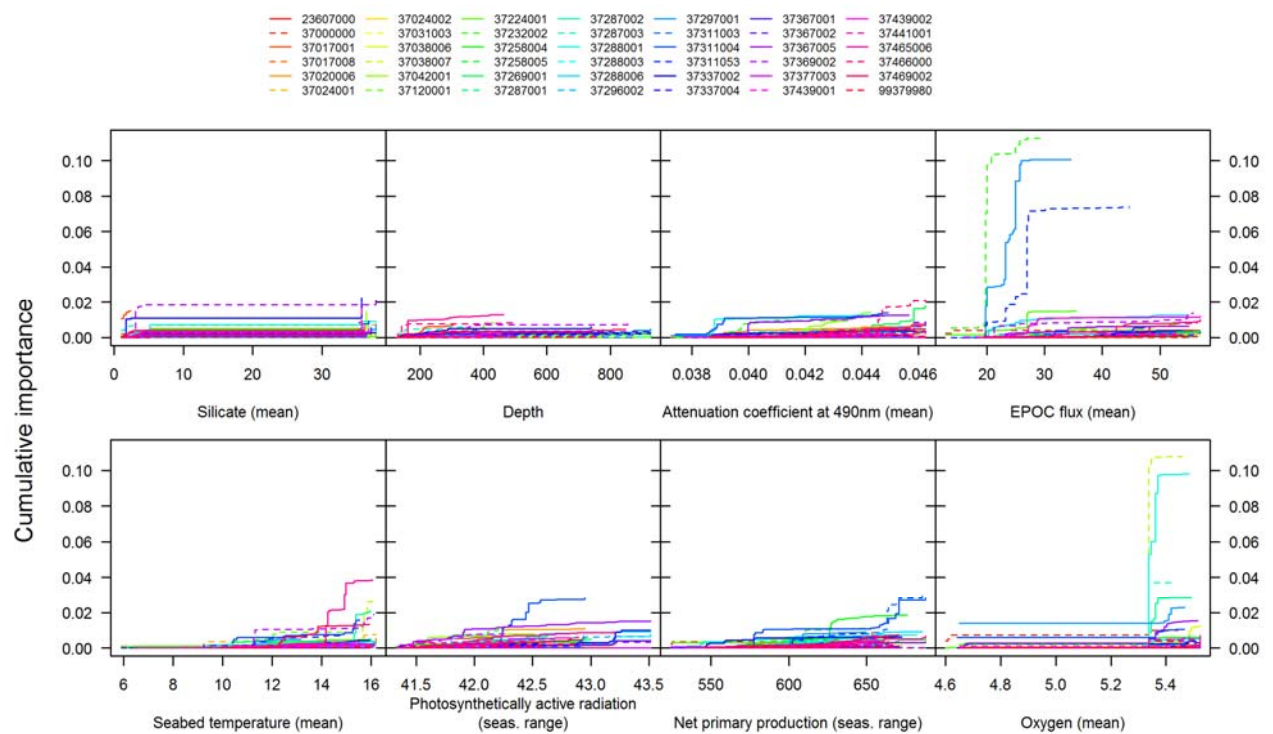 23607000 37024002 37224001 37287002 37297001 37367001 37439002
37000000 37031003 37232002 37287003 37311003 37367002 37441001
37017001 37038006 37258004 37288001 37311004 37367005 37465006
37017008 37038007 37258005 37288003 37311053 37369002 37466000
37020006 37042001 37269001 37288006 37337002 37377003 37469002
37024001 37120001 37287001 37296002 37337004 37439001 99379980
Cumulative importance
0.10 0.10
0.08 0.08
0.06 0.06
0.04 0.04
0.02 0.02
0.00 0.00
0 10 20 30 200 400 600 800 0.038 0.040 0.042 0.044 0.046 20 30 40 50
Silicate (mean) Depth Attenuation coefficient at 490nm (mean) EPOC flux (mean)
0.10 0.10
0.08 0.08
0.06 0.06
0.04 0.04
0.02 0.02
0.00 0.00
6 8 10 12 14 16 41.5 42.0 42.5 43.0 43.5 550 600 650 4.6 4.8 5.0 5.2 5.4
Seabed temperature (mean) Photosynthetically active radiation
(seas. range) Net primary production (seas. range) Oxygen (mean)